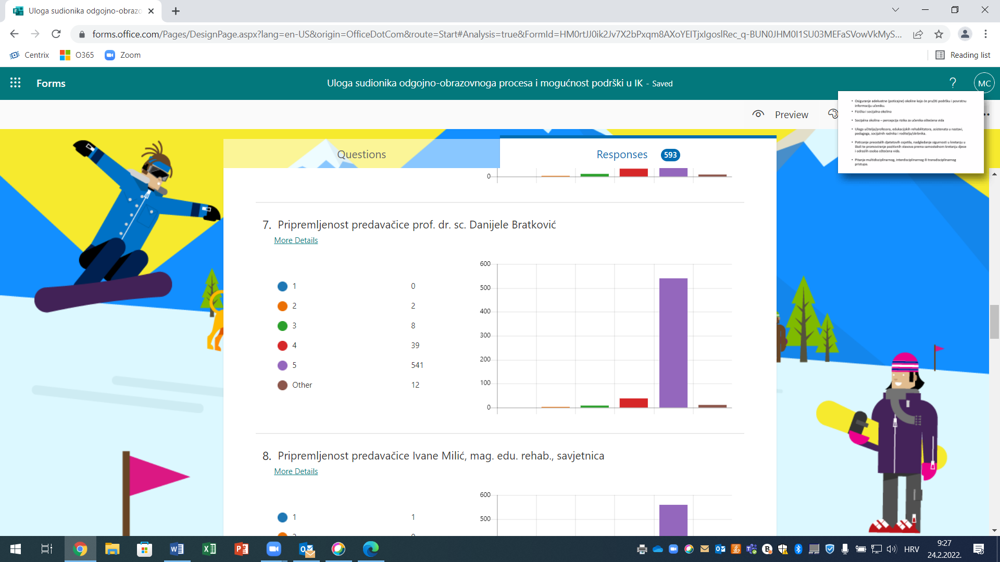 Uloga sudionika odgojno-obrazo
forms.office.com/Pages/DesignPage.aspx?lang=en-US&origin=OfficeDotCom&route=Start#Analysis=true&FormId=HM0rtJJ0ik2Jv7X2bPxqm8AXoYEITjxIgoslRec_q-BUN0JHM0I1SU03MEFaSVowVkMyS...
Centrix
O365
Zoom
Reading list
Forms
Uloga sudionika odgojno-obrazovnoga procesa i mogućnost podrški u IK - Saved
?
MC
Preview
• Osiguranje adekvatne (poticajne) okoline koja će pružiti podršku i povratnu
informaciju učeniku.
• Fizička i socijalna okolina
• Socijalna okolina – percepcija rizika za učenika oštećena vida
• Uloga učitelja/profesora, edukacijskih rehabilitatora, asistenata u nastavi,
pedagoga, socijalnih radnika i roditelja/skrbnika.
• Poticanje preostalih djetetovih osjetila, nadgledanje sigurnosti u kretanju u
školi te promoviranje pozitivnih stavova prema samostalnom kretanju djece
i odraslih osoba oštećena vida.
• Pitanje multidisciplinarnog, interdisciplinarnog ili transdisciplinarnog
pristupa.
Questions
Responses 593
0
7. Pripremljenost predavačice prof. dr. sc. Danijele Bratković
More Details
1 0
2 2
3 8
4 39
5 541
Other 12
600
500
400
300
200
100
0
8. Pripremljenost predavačice Ivane Milić, mag. edu. rehab., savjetnica
More Details
1 1
600
500
HRV
9:27
24.2.2022.